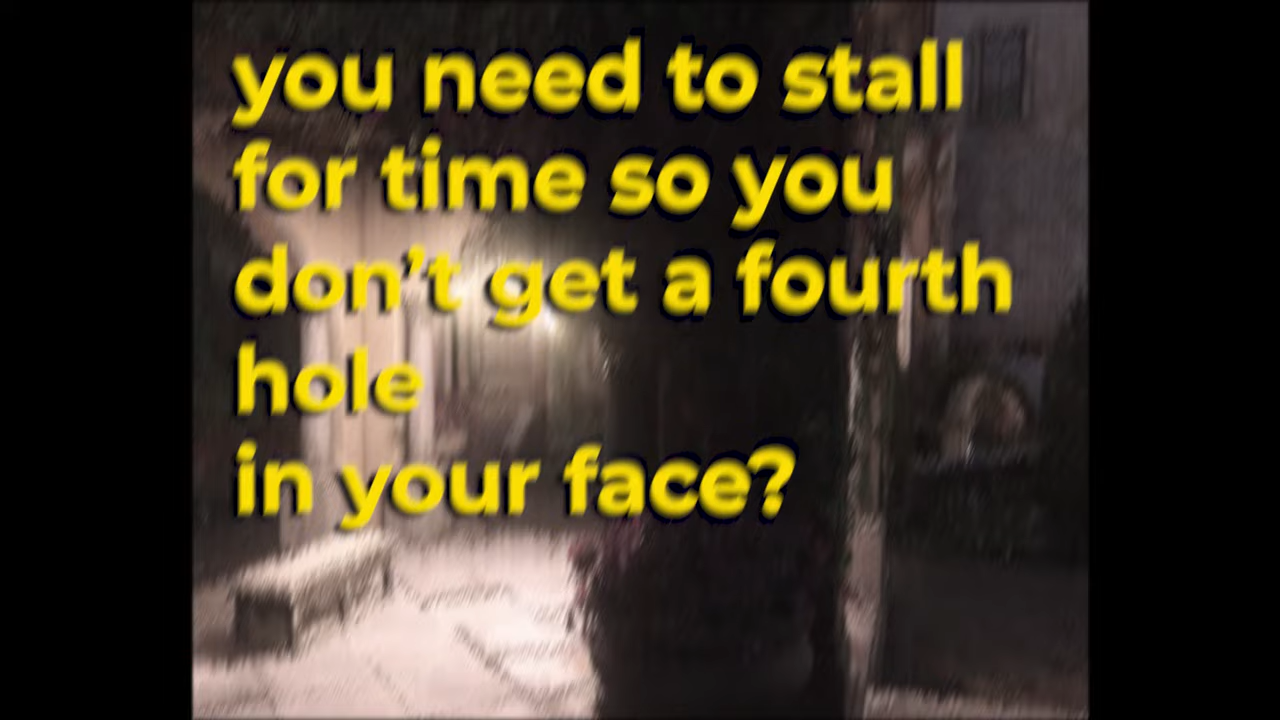 you need to stall
for time so you
don't get a fourth
hole
in your face?